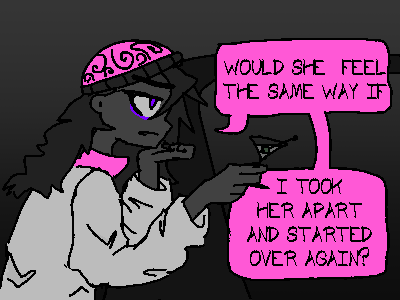 WOULD SHE FEEL
THE SAME WAY IF
I TOOK
HER APART
AND STARTED
OVER AGAIN?